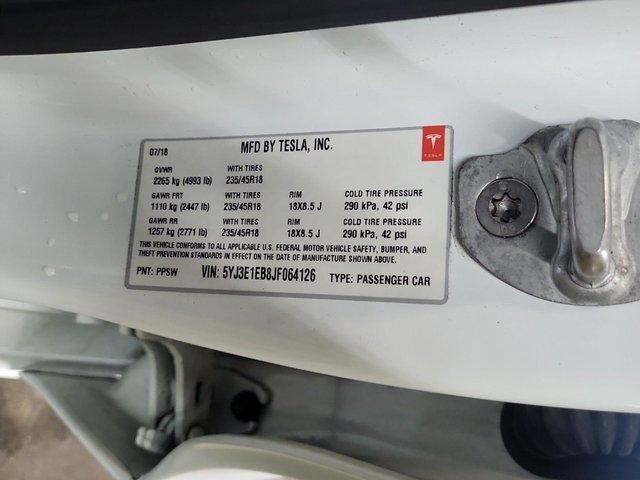 07/18 MFD BY TESLA, INC.
TESLA
GVWR WITH TIRES
2265 kg (4993 lb) 235/45R18
GAWR FRT WITH TIRES RIM COLD TIRE PRESSURE
1110 kg (2447 lb) 235/45R18 18X8.5 J 290 kPa, 42 psi
GAWR RR WITH TIRES RIM COLD TIRE PRESSURE
1257 kg (2771 lb) 235/45R18 18X8.5 J 290 kPa, 42 psi
THIS VEHICLE CONFORMS TO ALL APPLICABLE U.S. FEDERAL MOTOR VEHICLE SAFETY, BUMPER, AND
THEFT PREVENTION STANDARDS IN EFFECT ON THE DATE OF MANUFACTURE SHOWN ABOVE.
PNT: PPSW VIN: 5YJ3E1EB8JF064126 TYPE: PASSENGER CAR